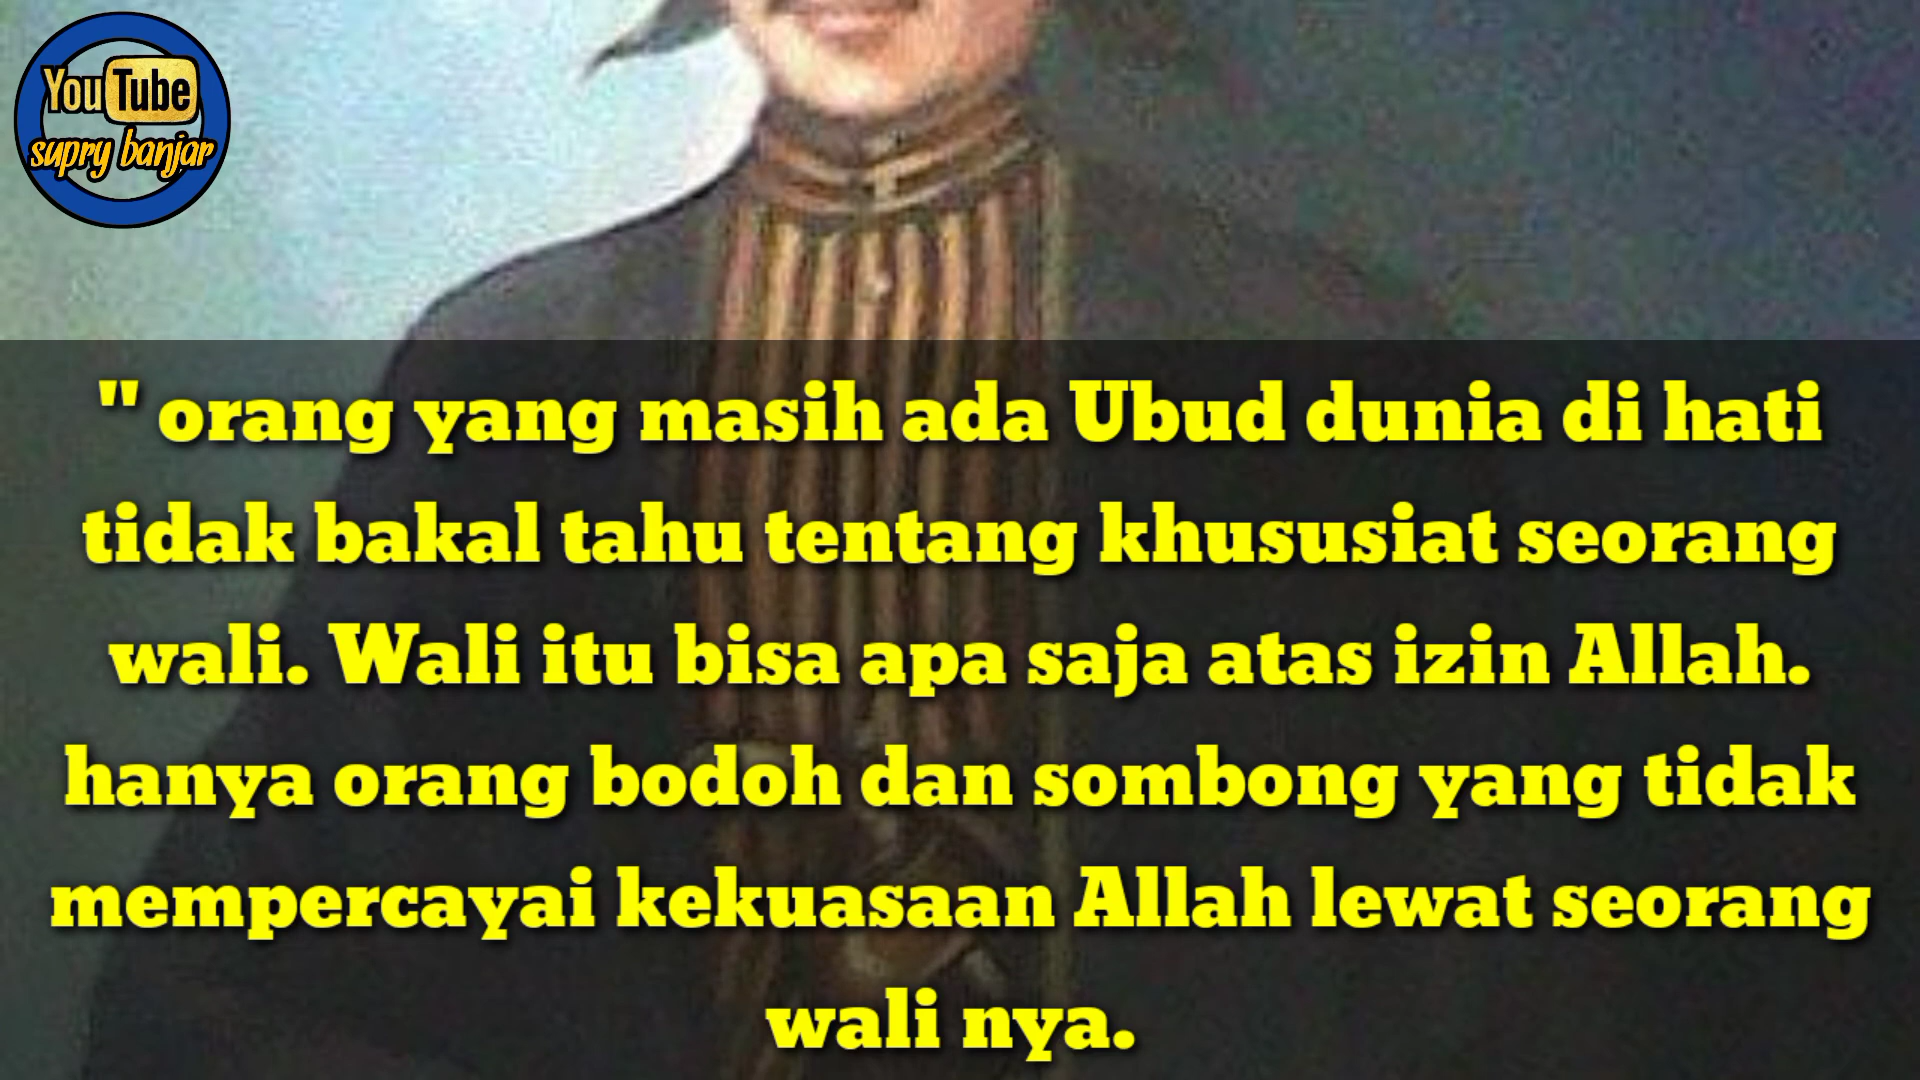 YouTube
supry banjar
" orang yang masih ada Ubud dunia di hati
tidak bakal tahu tentang khususiat seorang
wali. Wali itu bisa apa saja atas izin Allah.
hanya orang bodoh dan sombong yang tidak
mempercayai kekuasaan Allah lewat seorang
wali nya.